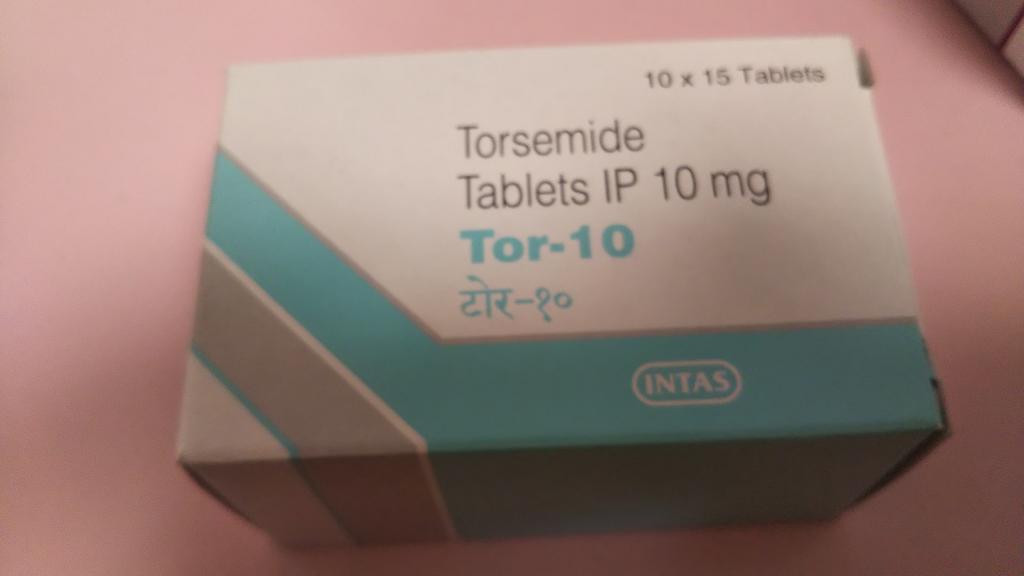 10 x 15 Tablets
Torsemide
Tablets IP 10 mg
Tor-10
टोर-१०
INTAS